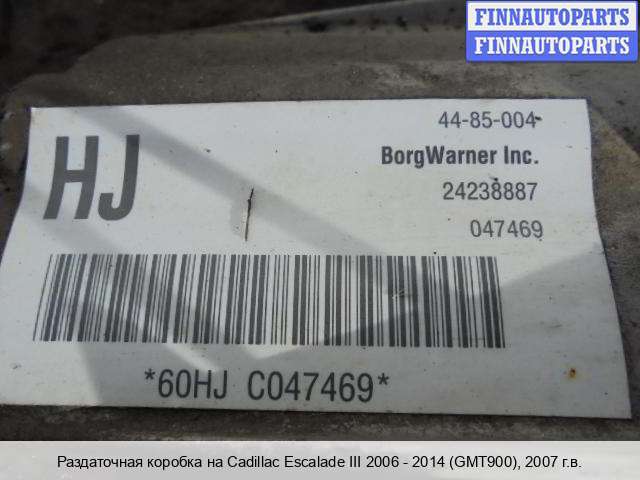 FINNAUTOPARTS
FINNAUTOPARTS
44-85-004
HJ
BorgWarner Inc.
24238887
047469
*60HJ C047469*
Раздаточная коробка на Cadillac Escalade III 2006 - 2014 (GMT900), 2007 г.в.